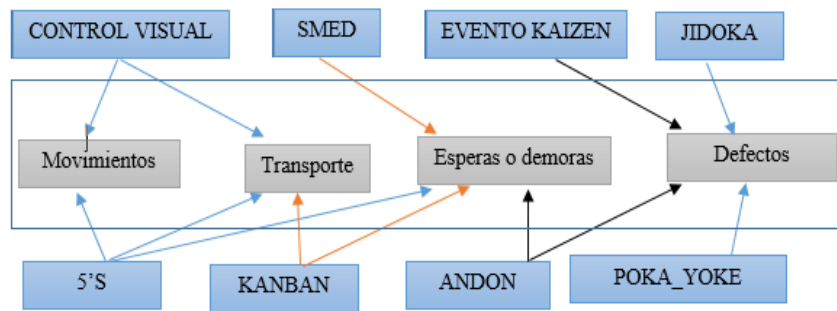 CONTROL VISUAL
SMED
EVENTO KAIZEN
JIDOKA
Movimientos
Transporte
Esperas o demoras
Defectos
5'S
KANBAN
ANDON
POKA_YOKE